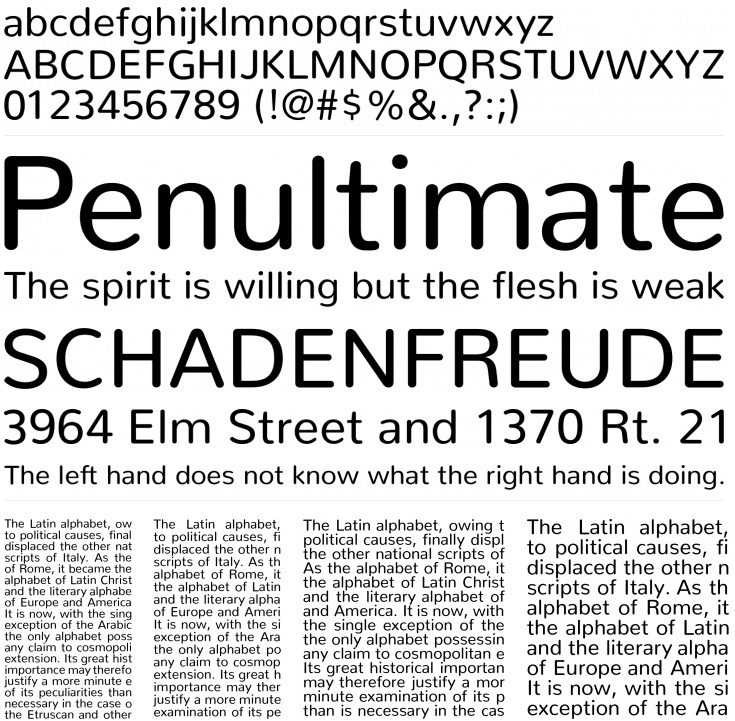 abcdefghijklmnopqrstuvwxyz
ABCDEFGHIJKLMNOPQRSTUVWXYZ
0123456789 (!@#$%&.,?:;)
Penultimate
The spirit is willing but the flesh is weak
SCHADENFREUDE
3964 Elm Street and 1370 Rt. 21
The left hand does not know what the right hand is doing.
The Latin alphabet, ow
to political causes, final
displaced the other nat
scripts of Italy. As the
of Rome, it became the
alphabet of Latin Christ
and the literary alphabe
of Europe and America
It is now, with the sing
exception of the Arabic
the only alphabet poss
any claim to cosmopoli
extension. Its great hist
importance may therefo
justify a more minute e
of its peculiarities than
necessary in the case o
the Etruscan and other
The Latin alphabet,
to political causes, fi
displaced the other n
scripts of Italy. As th
alphabet of Rome, it
the alphabet of Latin
and the literary alpha
of Europe and Ameri
It is now, with the si
exception of the Ara
the only alphabet po
any claim to cosmop
extension. Its great h
importance may ther
justify a more minute
examination of its pe
The Latin alphabet, owing t
political causes, finally displ
the other national scripts of
As the alphabet of Rome, it
the alphabet of Latin Christ
and the literary alphabet of
and America. It is now, with
the single exception of the
the only alphabet possessin
any claim to cosmopolitan e
Its great historical importan
may therefore justify a mor
minute examination of its p
than is necessary in the cas
The Latin alphabet,
to political causes, fi
displaced the other n
scripts of Italy. As th
alphabet of Rome, it
the alphabet of Latin
and the literary alpha
of Europe and Ameri
It is now, with the si
exception of the Ara